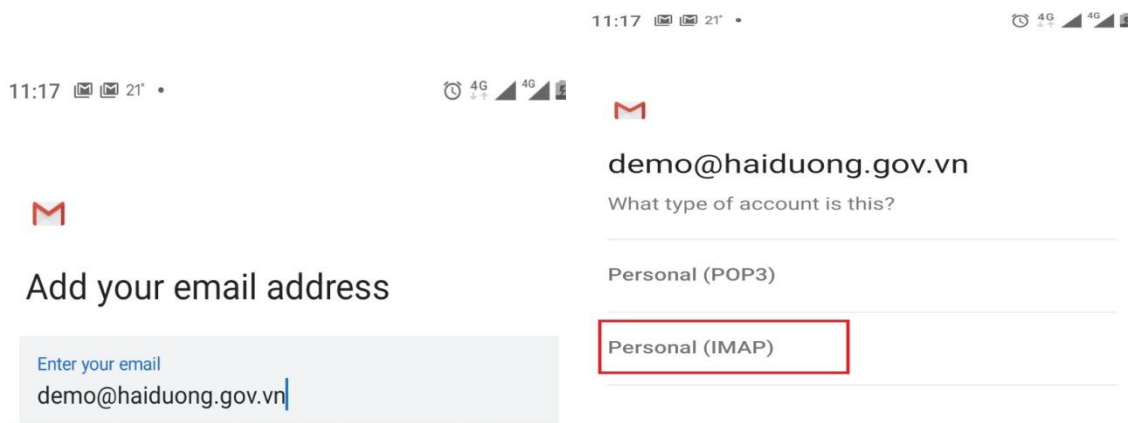 11:17 21° •
4G 4G
Add your email address
Enter your email
demo@haiduong.gov.vn
11:17 21° •
4G 4G
demo@haiduong.gov.vn
What type of account is this?
Personal (POP3)
Personal (IMAP)